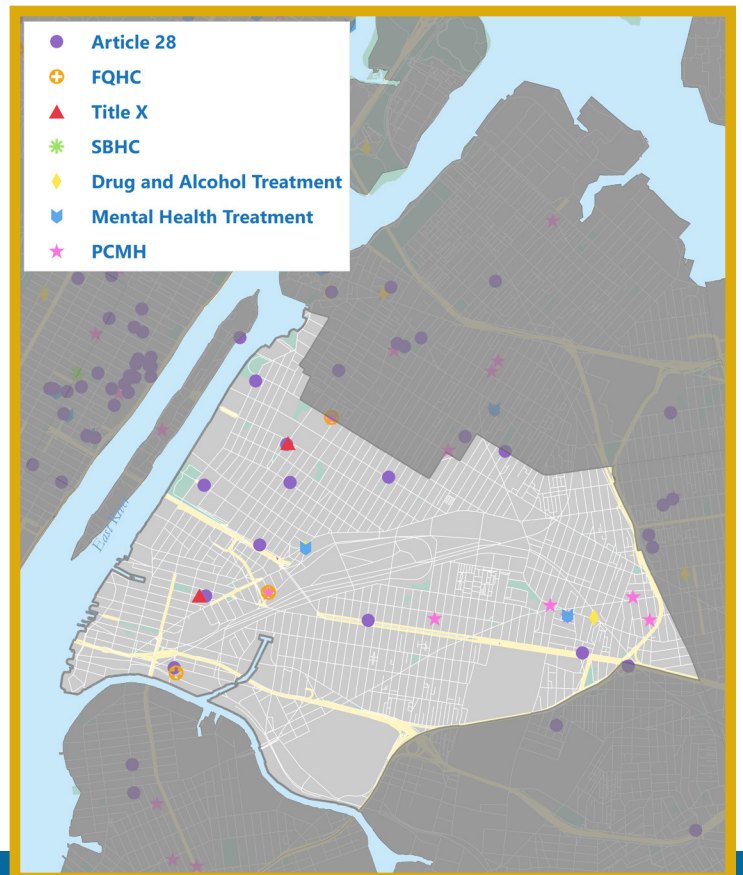 Article 28
FQHC
Title X
SBHC
Drug and Alcohol Treatment
Mental Health Treatment
PCMH
East River